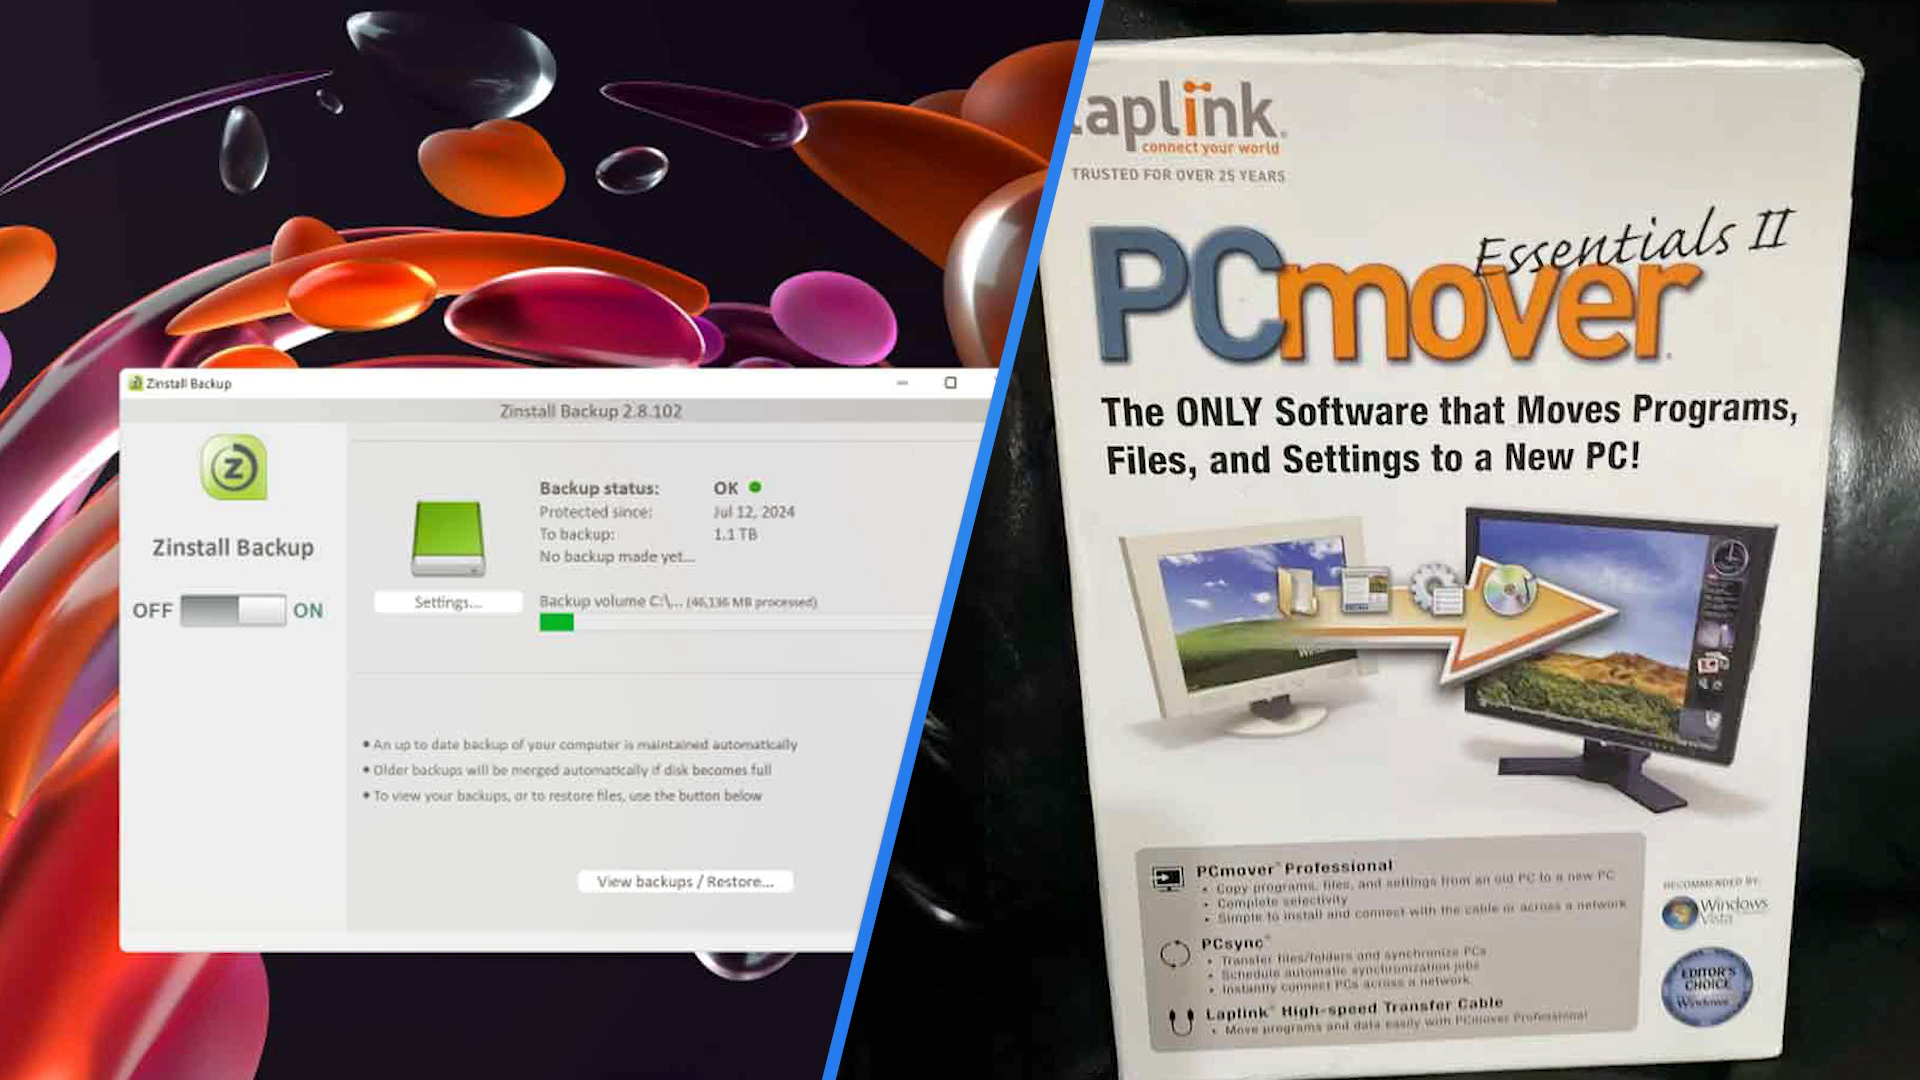 Zinstall Backup
Zinstall Backup 2.8.102
Zinstall Backup
OFF ON
Settings...
Backup status: OK
Protected since: Jul 12, 2024
To backup: 1.1 TB
No backup made yet...
Backup volume C:\... (46,136 MB processed)
• An up to date backup of your computer is maintained automatically
• Older backups will be merged automatically if disk becomes full
• To view your backups, or to restore files, use the button below
View backups / Restore...
Laplink®
connect your world
TRUSTED FOR OVER 25 YEARS
Essentials II
PCmover®
The ONLY Software that Moves Programs,
Files, and Settings to a New PC!
PCmover® Professional
• Copy programs, files, and settings from an old PC to a new PC
• Complete selectivity
• Simple to install and connect with the cable or across a network
PCsync®
• Transfer files/folders and synchronize PCs
• Schedule automatic synchronization jobs
• Instantly connect PCs across a network
Laplink® High-speed Transfer Cable
• Move programs and data easily with PCmover Professional
RECOMMENDED BY:
Windows
Vista
EDITOR'S
CHOICE
Windows